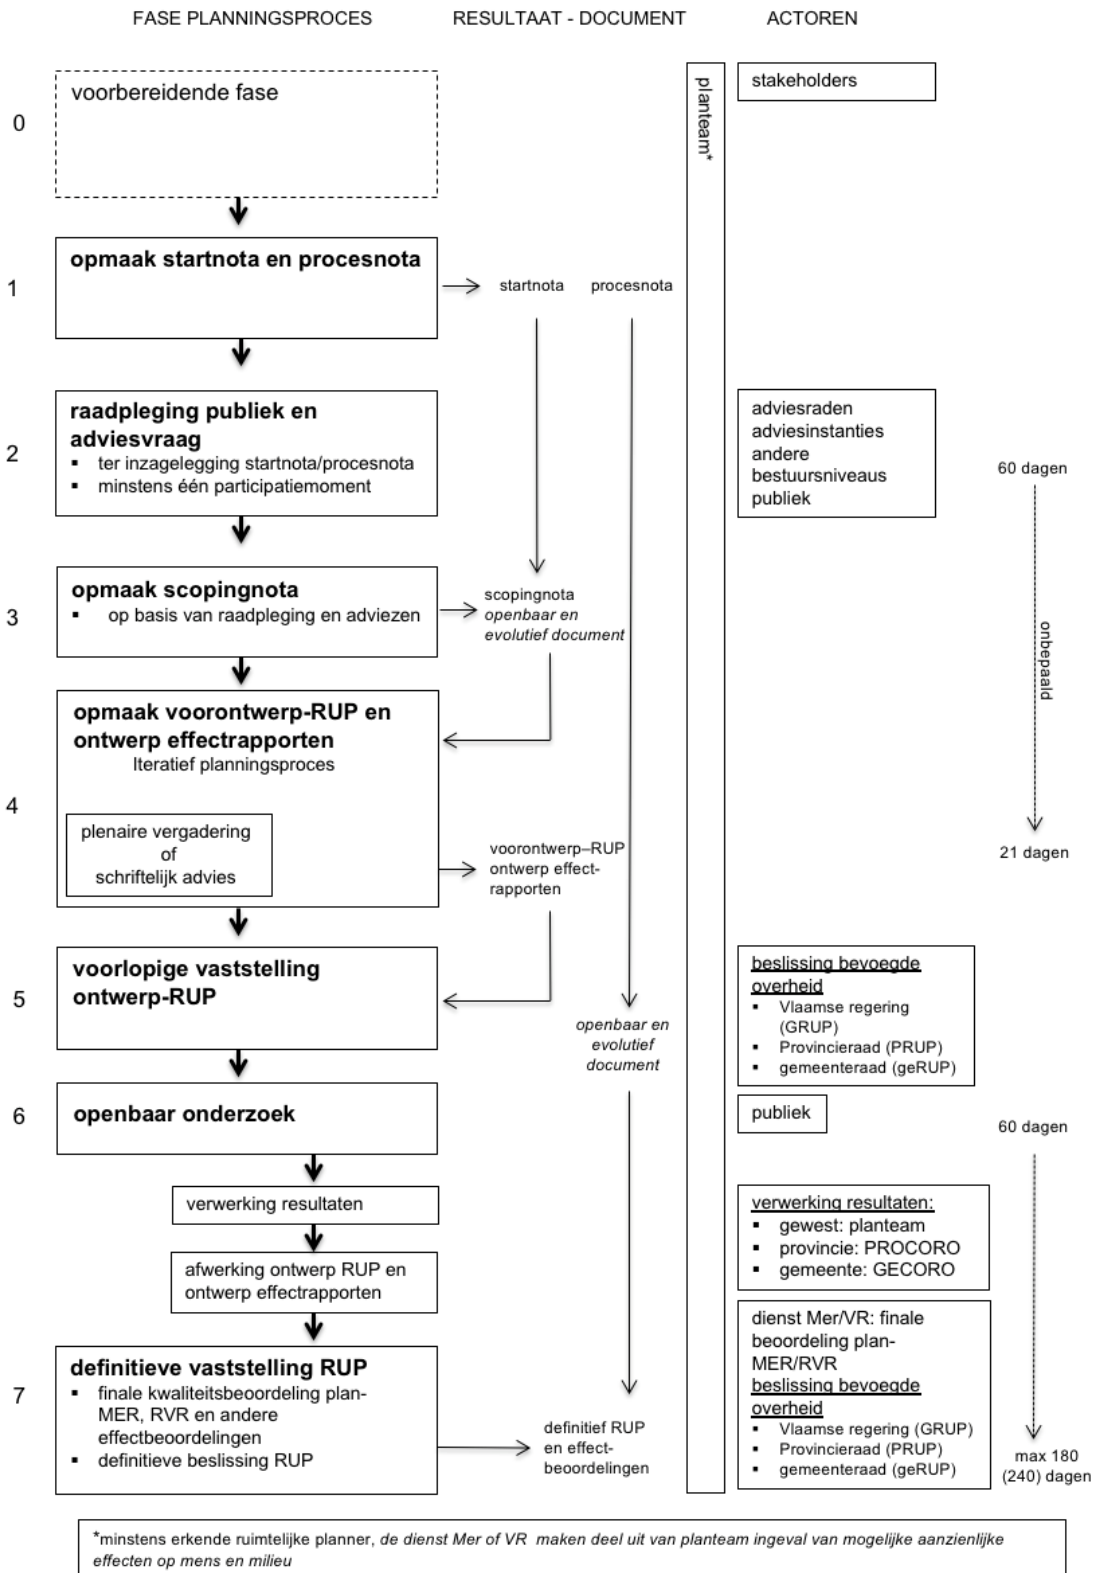 FASE PLANNINGSPROCES
RESULTAAT - DOCUMENT
ACTOREN
0
voorbereidende fase
planteam*
stakeholders
1
opmaak startnota en procesnota
startnota
procesnota
2
raadpleging publiek en
adviesvraag
▪ ter inzagelegging startnota/procesnota
▪ minstens één participatiemoment
adviesraden
adviesinstanties
andere
bestuursniveaus
publiek
60 dagen
3
opmaak scopingnota
▪ op basis van raadpleging en adviezen
scopingnota
openbaar en
evolutief document
onbepaald
4
opmaak voorontwerp-RUP en
ontwerp effectrapporten
Iteratief planningsproces
plenaire vergadering
of
schriftelijk advies
voorontwerp–RUP
ontwerp effect-
rapporten
21 dagen
5
voorlopige vaststelling
ontwerp-RUP
openbaar en
evolutief
document
beslissing bevoegde
overheid
▪ Vlaamse regering
(GRUP)
▪ Provincieraad (PRUP)
▪ gemeenteraad (geRUP)
6
openbaar onderzoek
publiek
60 dagen
verwerking resultaten
verwerking resultaten:
▪ gewest: planteam
▪ provincie: PROCORO
▪ gemeente: GECORO
afwerking ontwerp RUP en
ontwerp effectrapporten
7
definitieve vaststelling RUP
▪ finale kwaliteitsbeoordeling plan-
MER, RVR en andere
effectbeoordelingen
▪ definitieve beslissing RUP
definitief RUP
en effect-
beoordelingen
dienst Mer/VR: finale
beoordeling plan-
MER/RVR
beslissing bevoegde
overheid
▪ Vlaamse regering (GRUP)
▪ Provincieraad (PRUP)
▪ gemeenteraad (geRUP)
max 180
(240) dagen
*minstens erkende ruimtelijke planner, de dienst Mer of VR maken deel uit van planteam ingeval van mogelijke aanzienlijke
effecten op mens en milieu